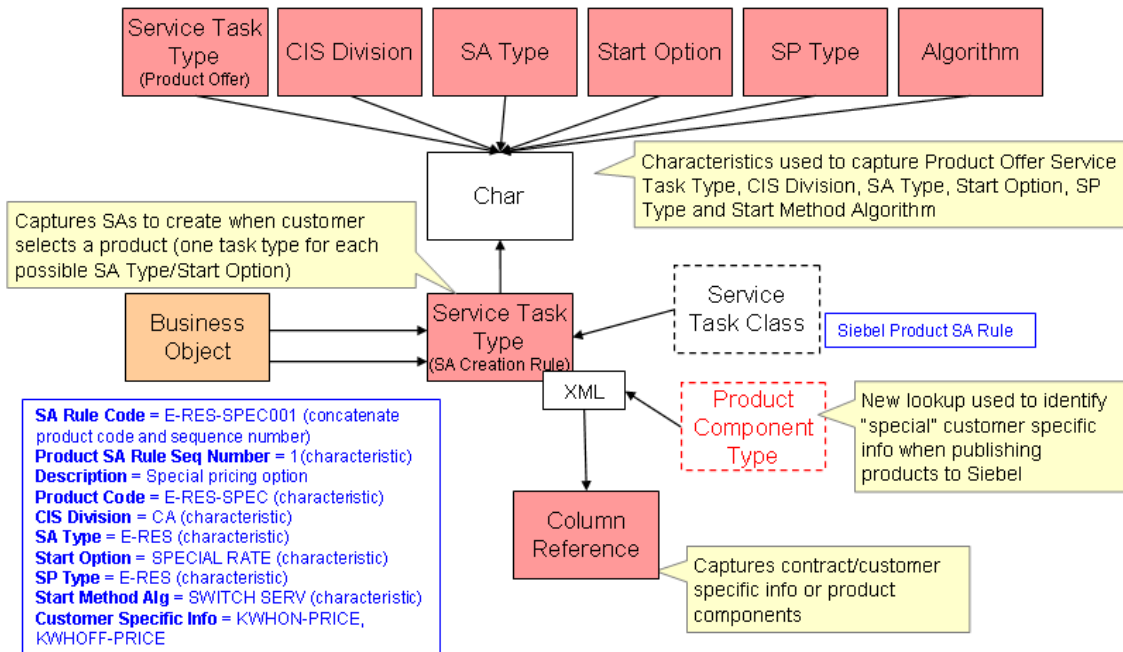 Service Task
Type
(Product Offer)
CIS Division
SA Type
Start Option
SP Type
Algorithm
Char
Characteristics used to capture Product Offer Service
Task Type, CIS Division, SA Type, Start Option, SP
Type and Start Method Algorithm
Captures SAs to create when customer
selects a product (one task type for each
possible SA Type/Start Option)
Business
Object
Service Task
Type
(SA Creation Rule)
Service
Task Class
Siebel Product SA Rule
XML
Product
Component
Type
New lookup used to identify
"special" customer specific
info when publishing
products to Siebel
SA Rule Code = E-RES-SPEC001 (concatenate
product code and sequence number)
Product SA Rule Seq Number = 1(characteristic)
Description = Special pricing option
Product Code = E-RES-SPEC (characteristic)
CIS Division = CA (characteristic)
SA Type = E-RES (characteristic)
Start Option = SPECIAL RATE (characteristic)
SP Type = E-RES (characteristic)
Start Method Alg = SWITCH SERV (characteristic)
Customer Specific Info = KWHON-PRICE,
KWHOFF-PRICE
Column
Reference
Captures contract/customer
specific info or product
components